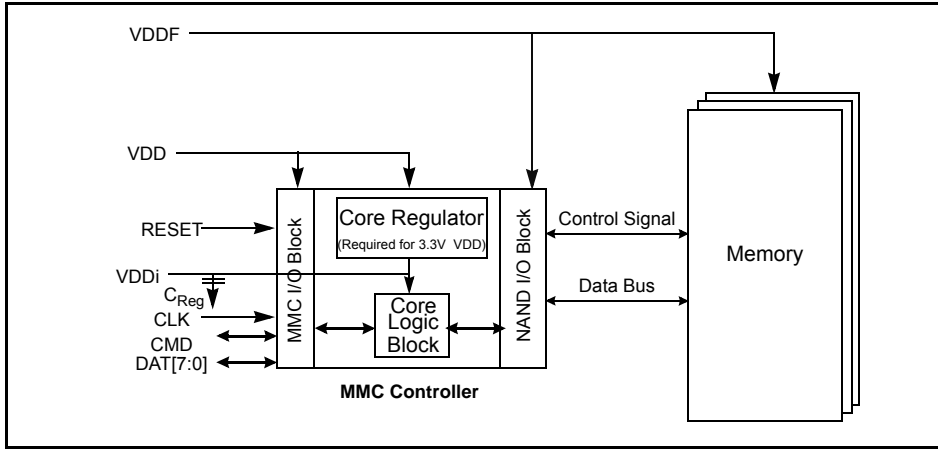 VDDF
VDD
RESET
VDDi
C_Reg
CLK
CMD
DAT[7:0]
MMC I/O Block
Core Regulator
(Required for 3.3V VDD)
Core
Logic
Block
NAND I/O Block
MMC Controller
Control Signal
Data Bus
Memory